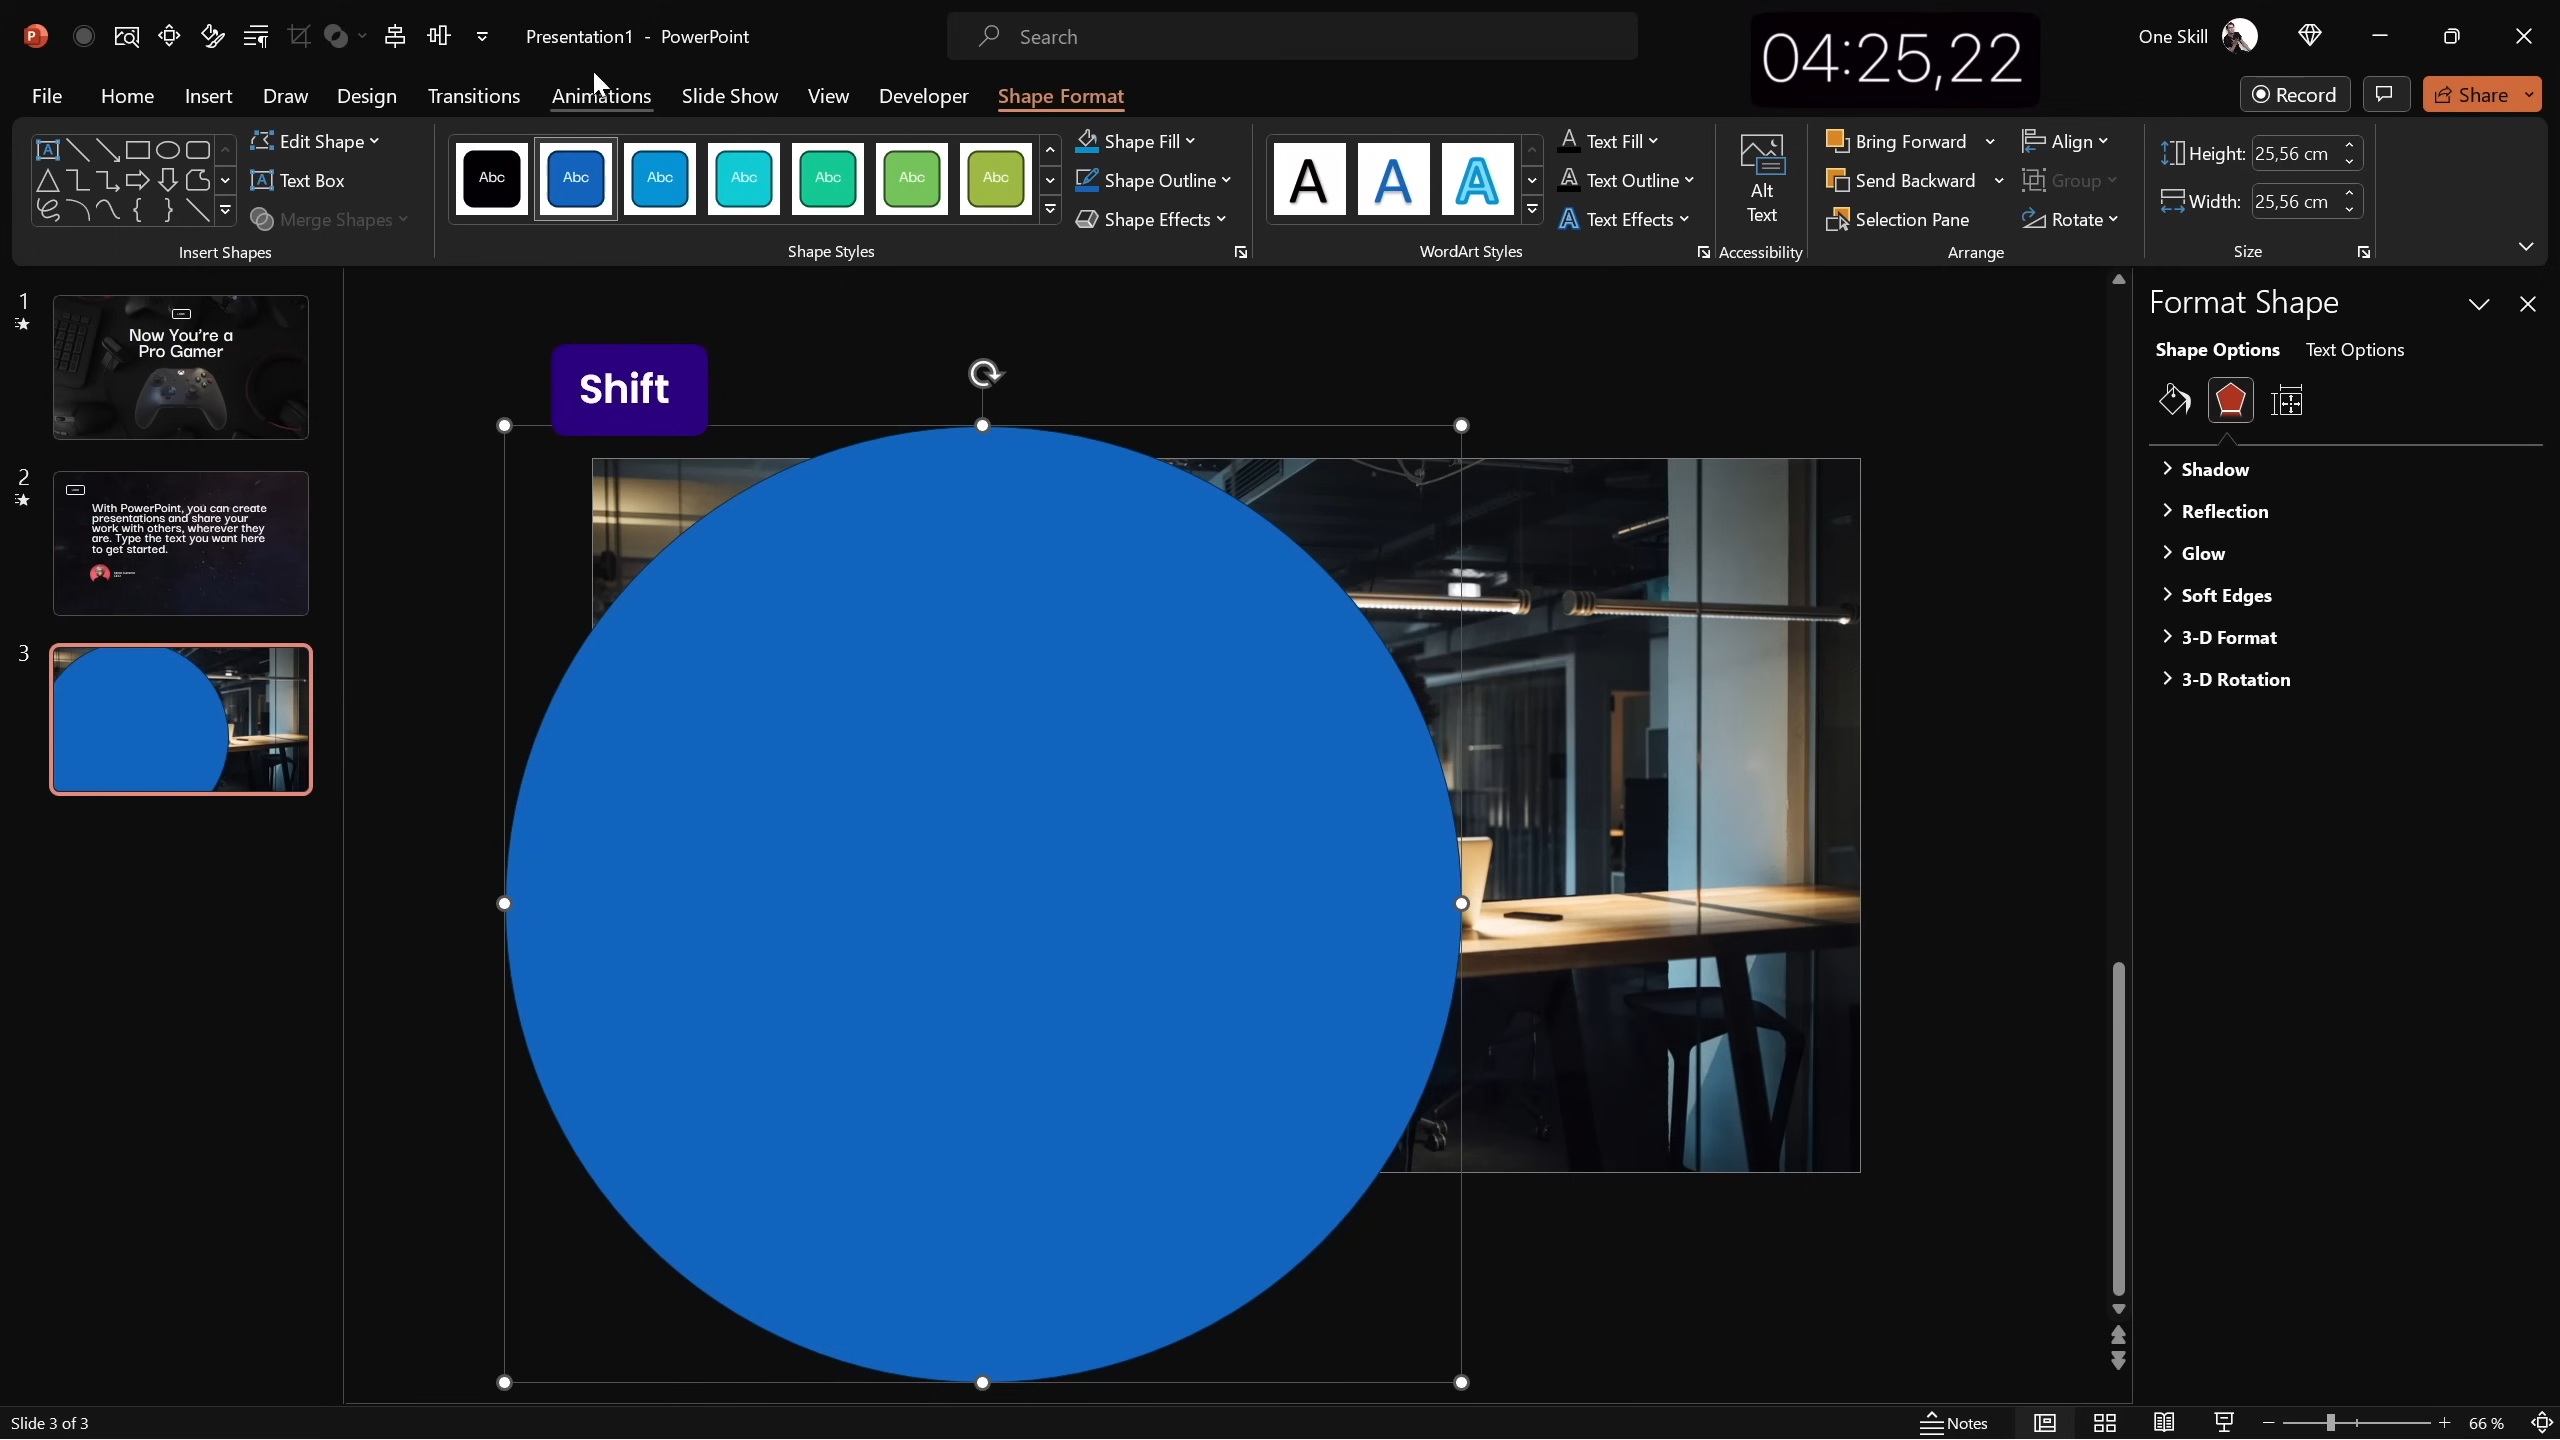 Presentation1 - PowerPoint
Search
04:25,22
One Skill
File
Home
Insert
Draw
Design
Transitions
Animations
Slide Show
View
Developer
Shape Format
Record
Share
Edit Shape
Text Box
Merge Shapes
Insert Shapes
Abc
Abc
Abc
Abc
Abc
Abc
Abc
Shape Styles
Shape Fill
Shape Outline
Shape Effects
A
A
A
WordArt Styles
Text Fill
Text Outline
Text Effects
Alt
Text
Accessibility
Bring Forward
Send Backward
Selection Pane
Align
Group
Rotate
Arrange
Height: 25,56 cm
Width: 25,56 cm
Size
1
Now You're a
Pro Gamer
2
With PowerPoint, you can create
presentations and share your
work with others, wherever they
are. Type the text you want here
to get started.
3
Shift
Format Shape
Shape Options
Text Options
Shadow
Reflection
Glow
Soft Edges
3-D Format
3-D Rotation
Slide 3 of 3
Notes
66 %